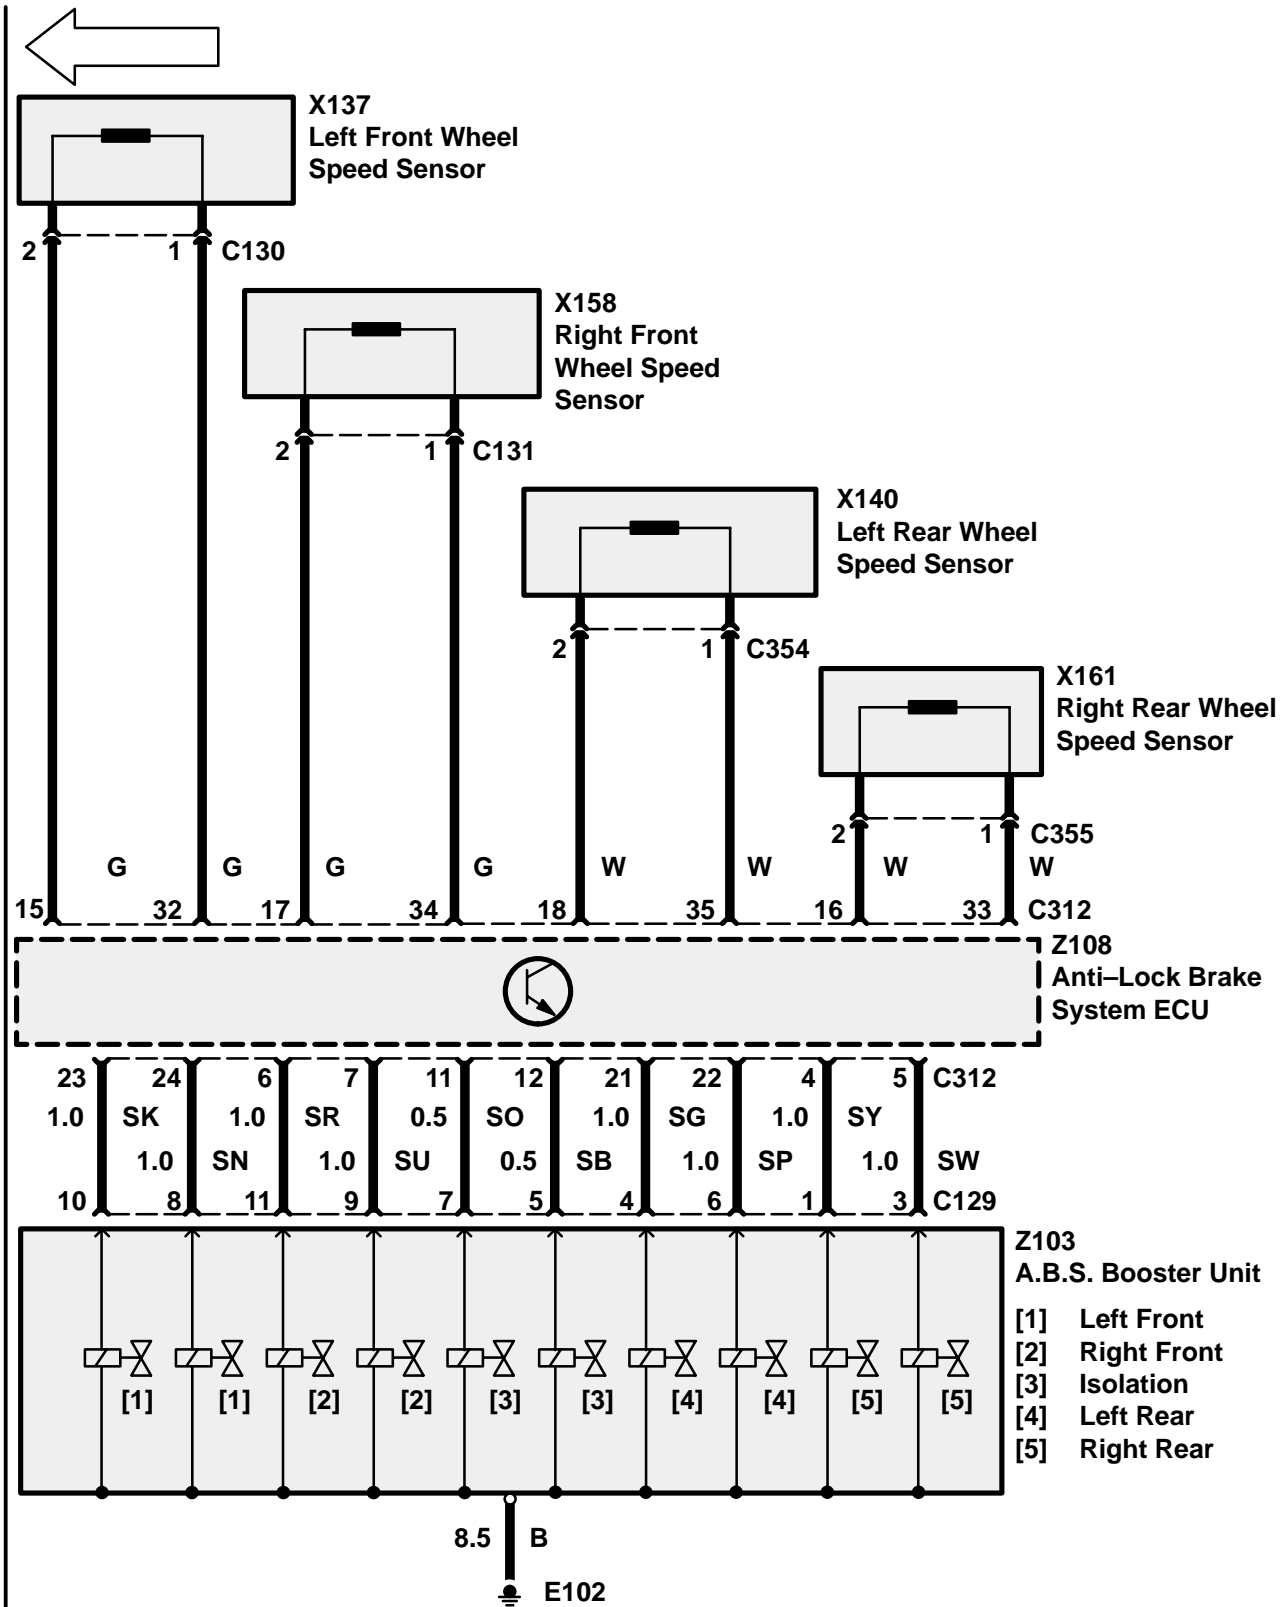 X137
Left Front Wheel
Speed Sensor
2 1 C130
X158
Right Front
Wheel Speed
Sensor
2 1 C131
X140
Left Rear Wheel
Speed Sensor
2 1 C354
X161
Right Rear Wheel
Speed Sensor
2 1 C355
G G G G W W W W
15 32 17 34 18 35 16 33 C312
Z108
Anti–Lock Brake
System ECU
23 24 6 7 11 12 21 22 4 5 C312
1.0 SK 1.0 SR 0.5 SO 1.0 SG 1.0 SY
1.0 SN 1.0 SU 0.5 SB 1.0 SP 1.0 SW
10 8 11 9 7 5 4 6 1 3 C129
Z103
A.B.S. Booster Unit
[1] Left Front
[2] Right Front
[3] Isolation
[4] Left Rear
[5] Right Rear
[1] [1] [2] [2] [3] [3] [4] [4] [5] [5]
8.5 B
E102